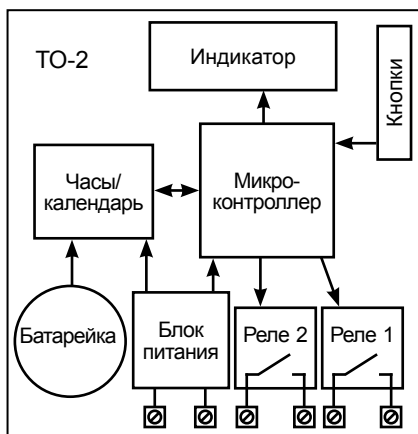 ТО-2
Индикатор
Кнопки
Часы/
календарь
Микро-
контроллер
Батарейка
Блок
питания
Реле 2
Реле 1